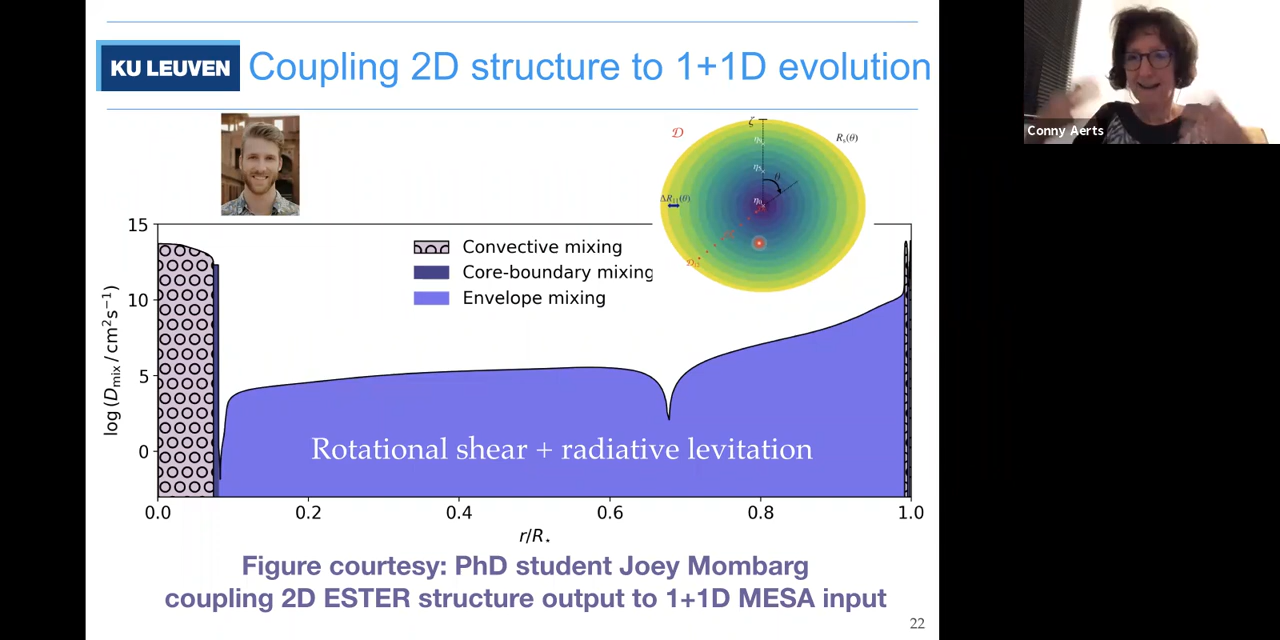 KU LEUVEN
Coupling 2D structure to 1+1D evolution
Conny Aerts
𝒟
ζ
R_s(θ)
θ
ΔR_11(θ)
15
10
5
0
log (D_mix / cm² s⁻¹)
Convective mixing
Core-boundary mixing
Envelope mixing
Rotational shear + radiative levitation
0.0 0.2 0.4 0.6 0.8 1.0
r/R⋆
Figure courtesy: PhD student Joey Mombarg
coupling 2D ESTER structure output to 1+1D MESA input
22